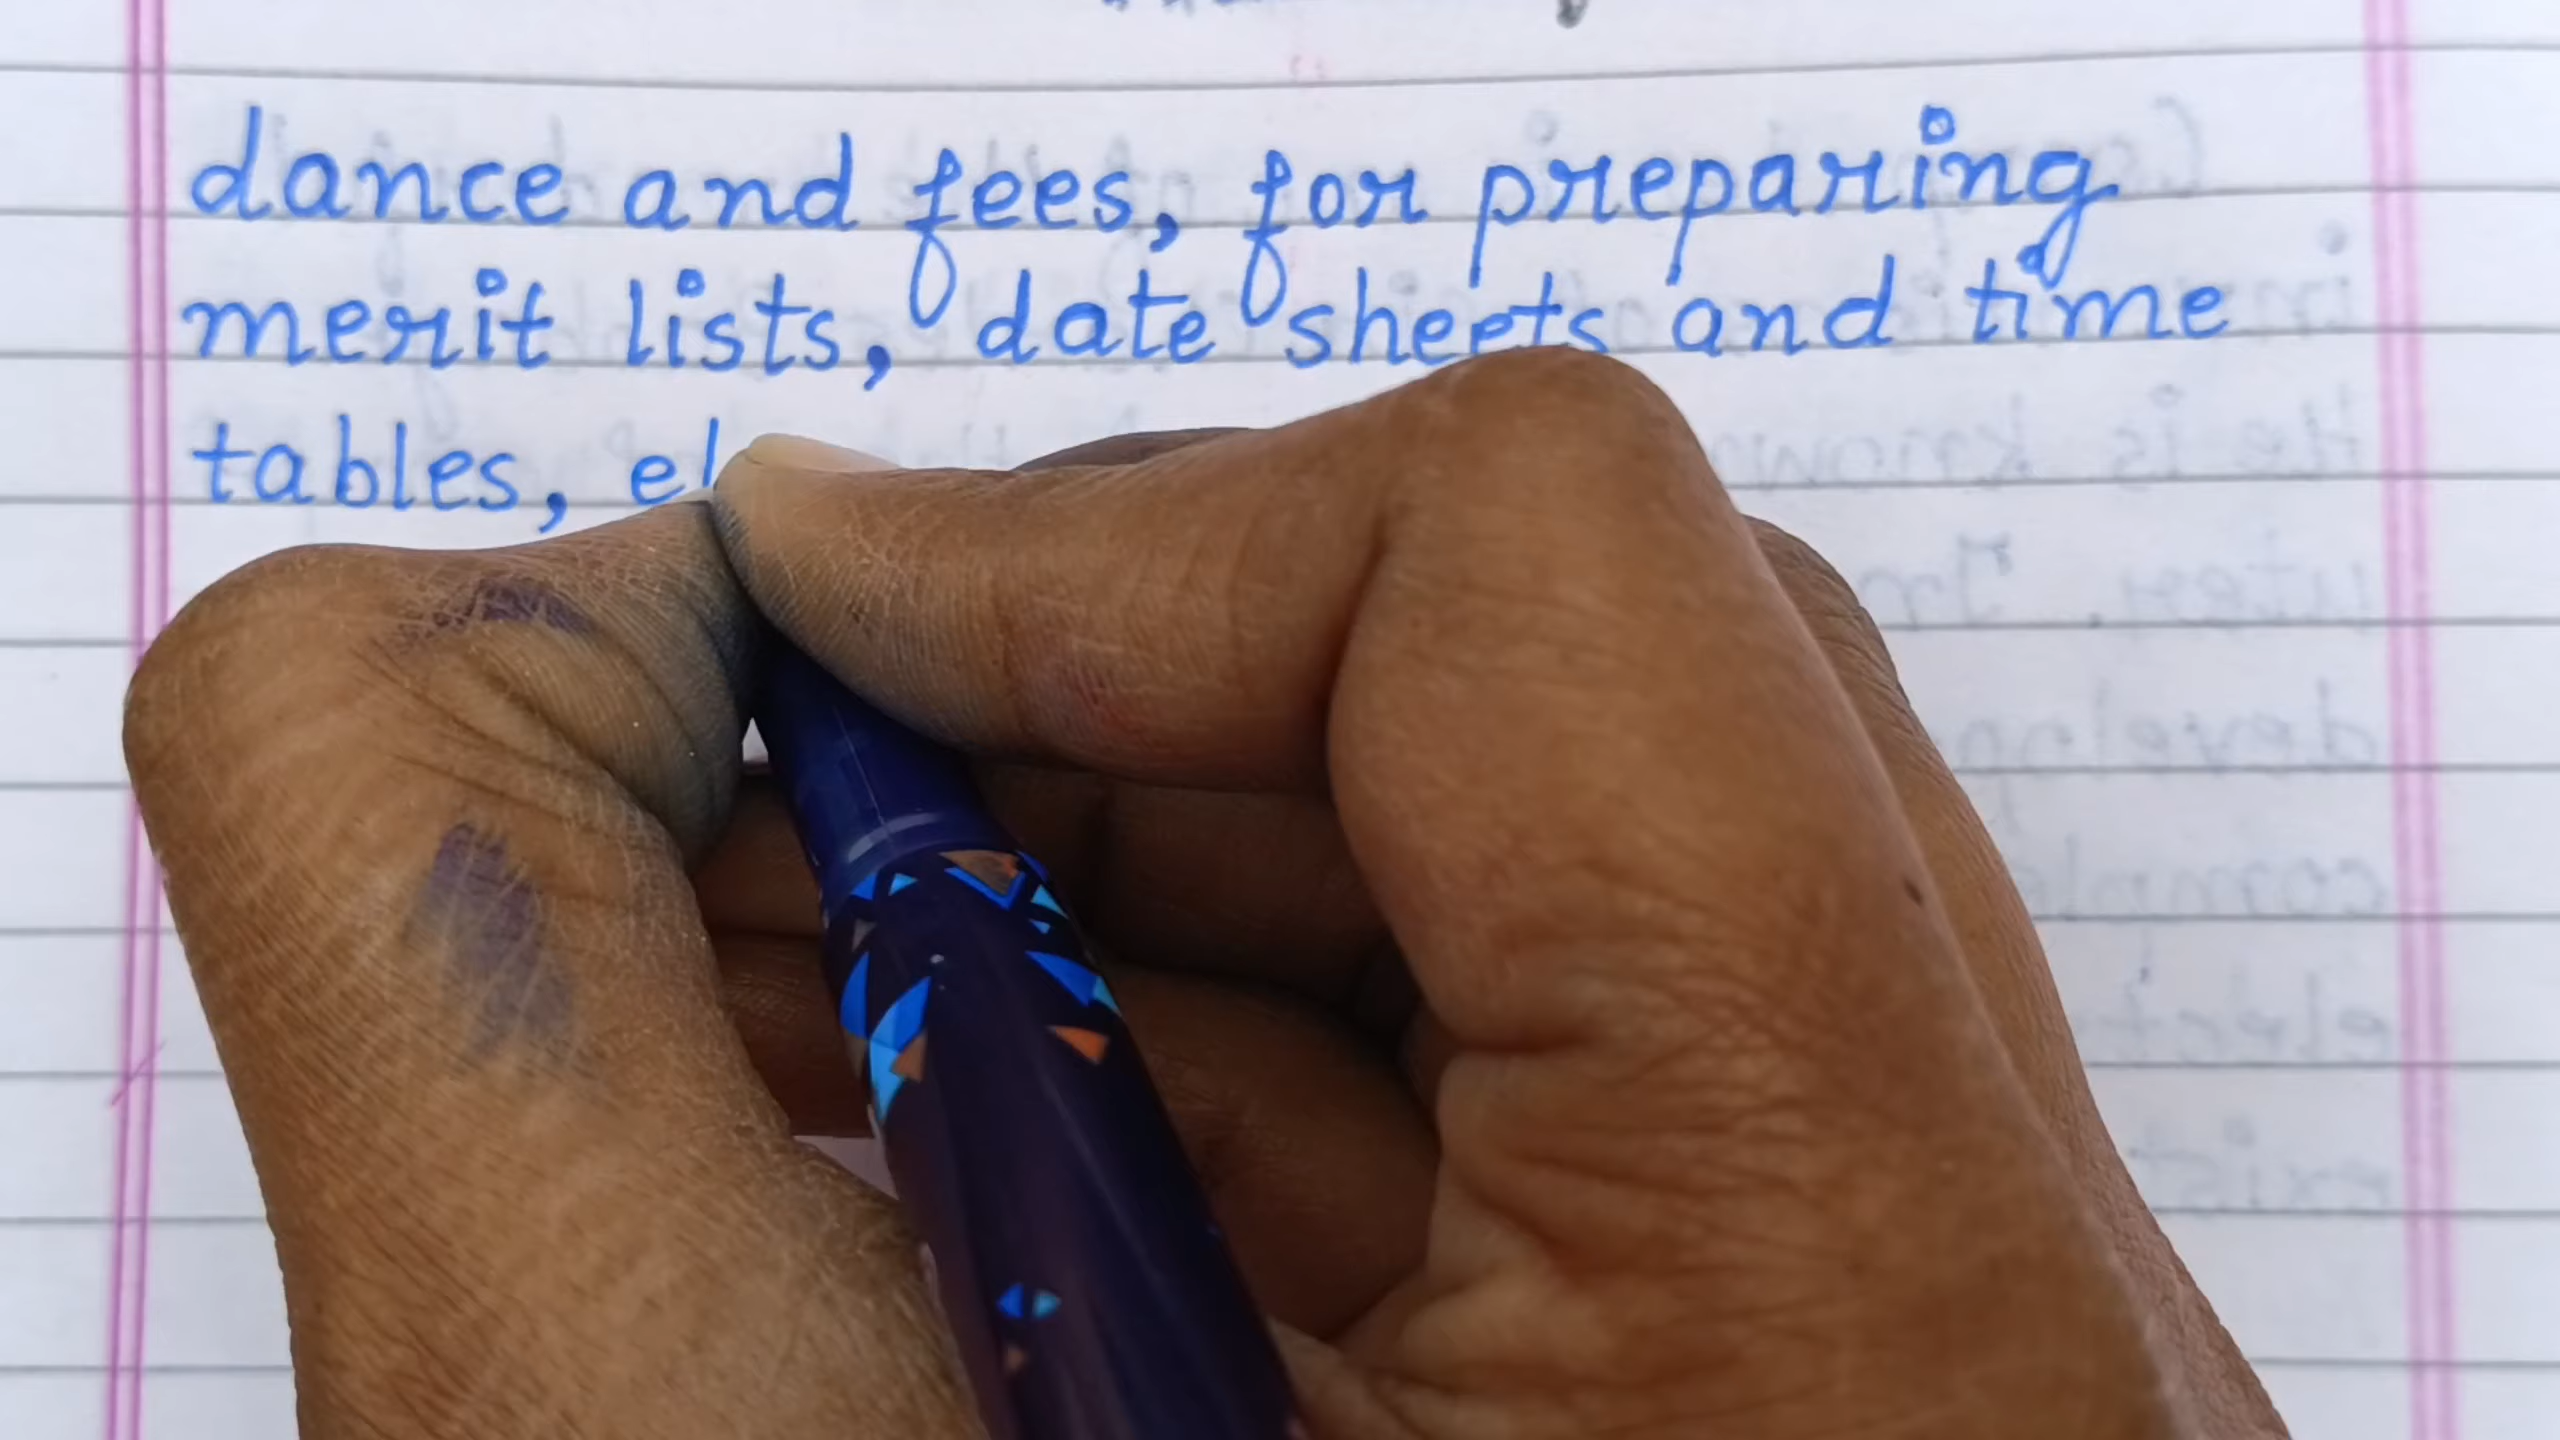 dance and fees, for preparing
merit lists, date sheets and time
tables,